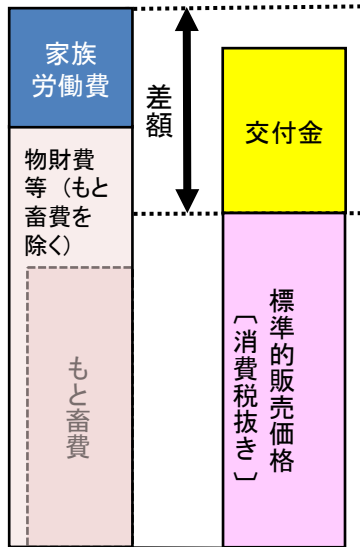 家族
労働費
物財費
等（もと
畜費を
除く）
もと畜費
差額
交付金
標準的販売価格
〔消費税抜き〕